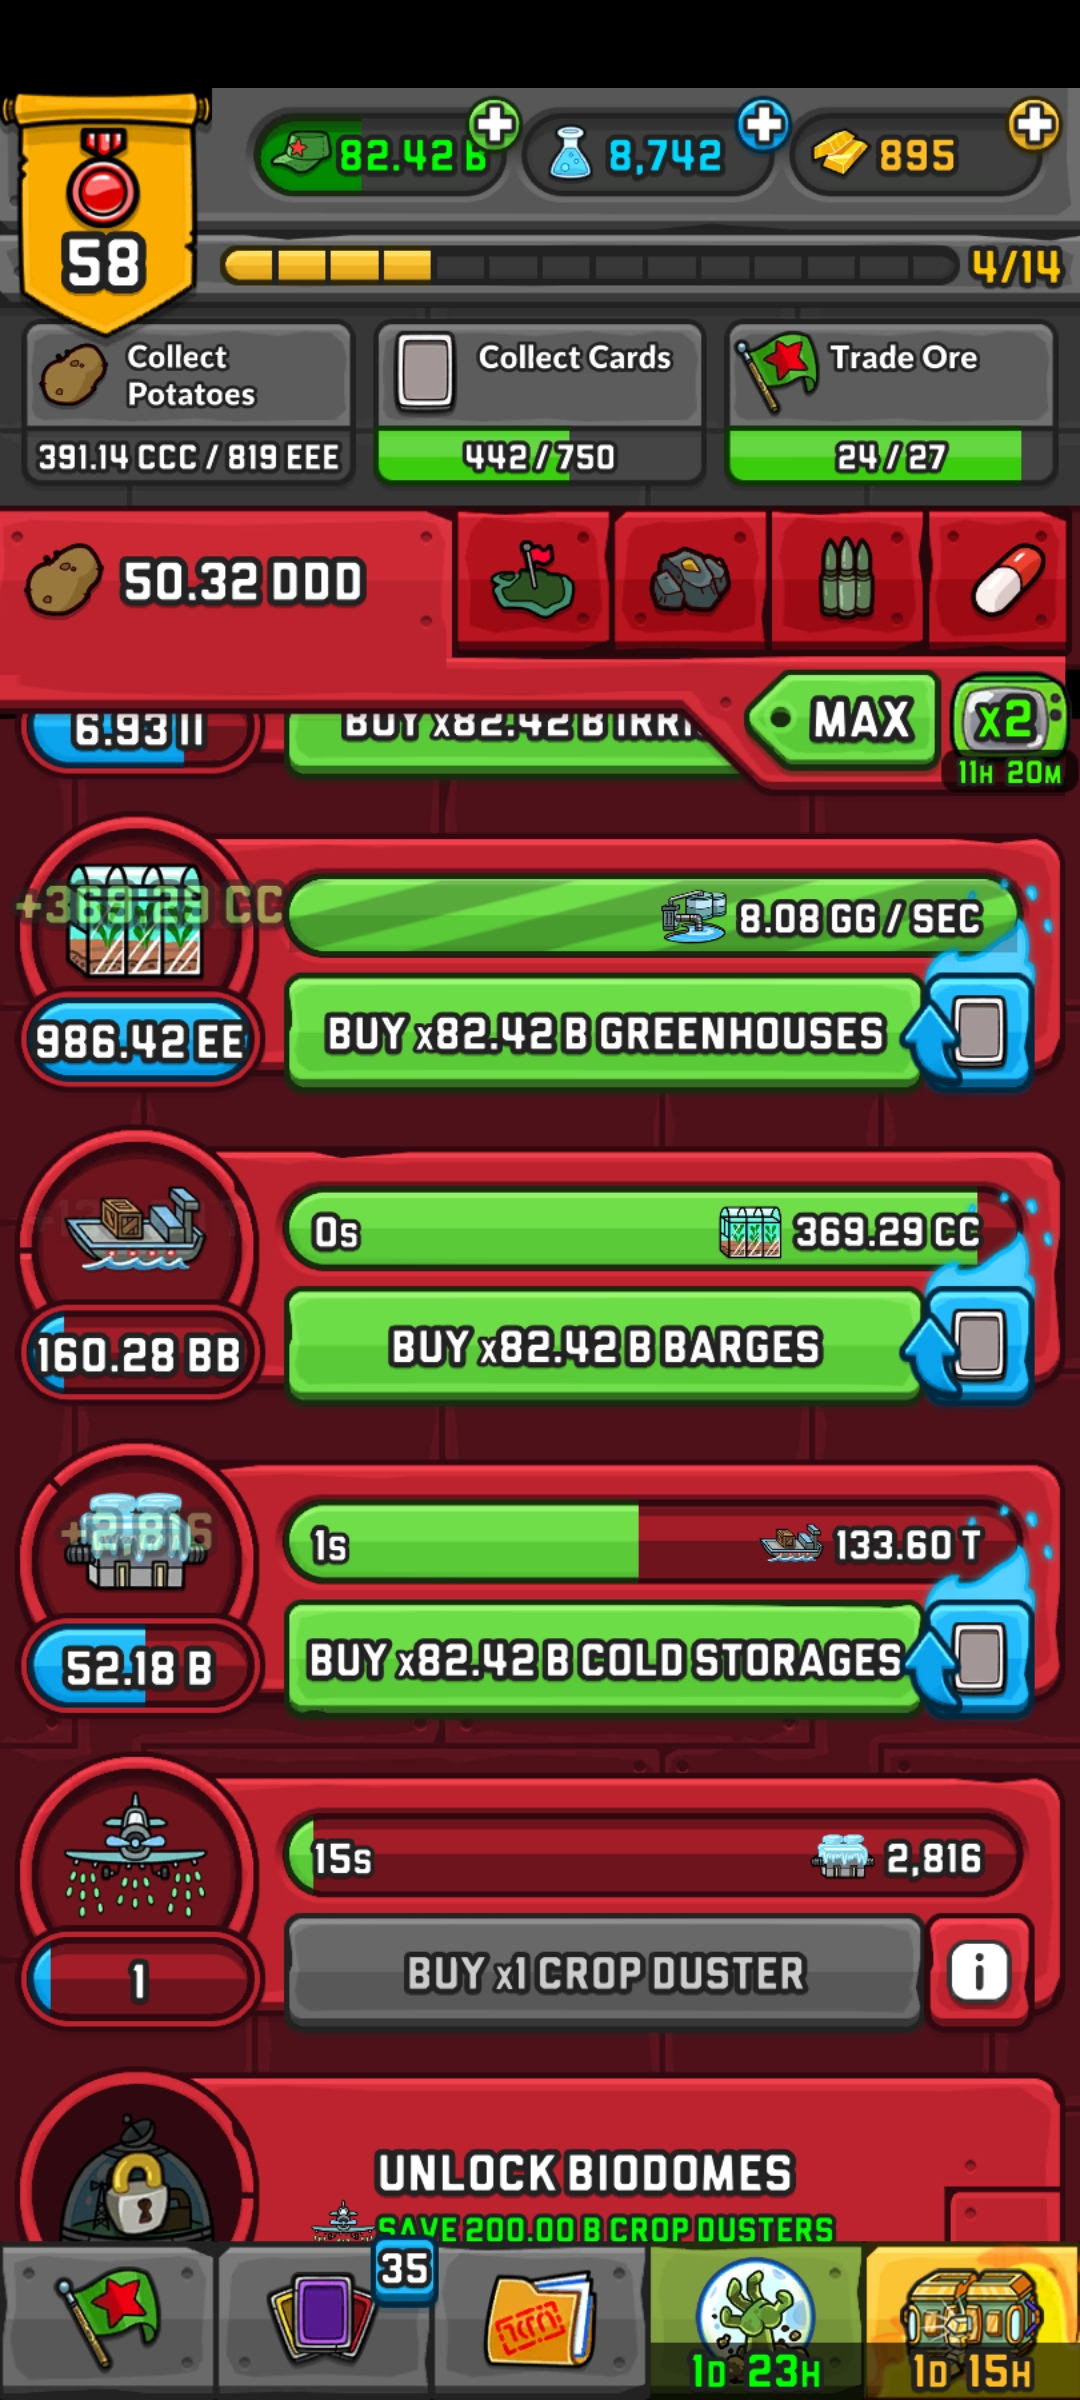 82.42 B
8,742
895
58
4/14
Collect Potatoes
391.14 CCC / 819 EEE
Collect Cards
442/750
Trade Ore
24/27
50.32 DDD
MAX
x2
11H 20M
6.93 II
BUY x82.42 B
+369.29 CC
8.08 GG / SEC
986.42 EE
BUY x82.42 B GREENHOUSES
0s
369.29 CC
160.28 BB
BUY x82.42 B BARGES
+2,816
1s
133.60 T
52.18 B
BUY x82.42 B COLD STORAGES
15s
2,816
1
BUY x1 CROP DUSTER
i
UNLOCK BIODOMES
SAVE 200.00 B CROP DUSTERS
35
1D 23H
1D 15H